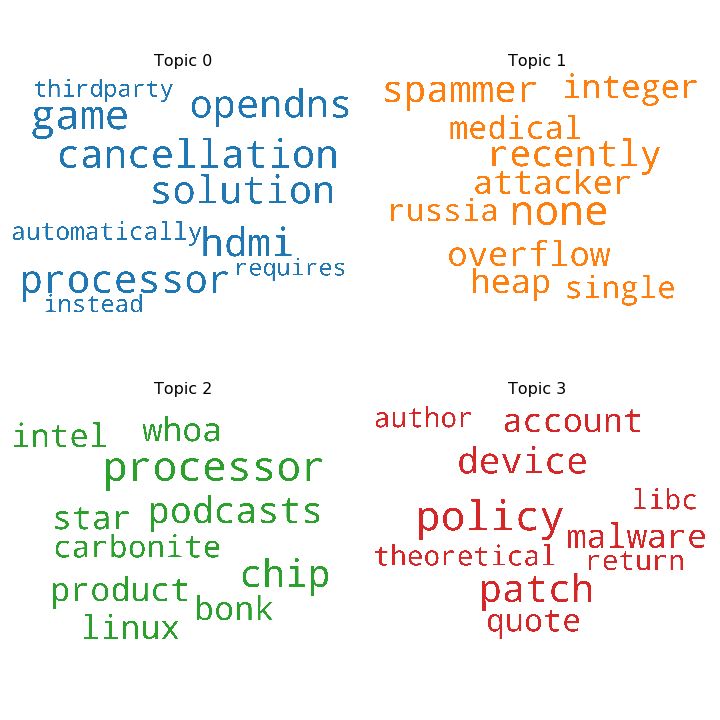 Topic 0
thirdparty
game
opendns
cancellation
solution
automatically
hdmi
requires
processor
instead
Topic 1
spammer
integer
medical
recently
attacker
russia
none
overflow
heap
single
Topic 2
intel
whoa
processor
star
podcasts
carbonite
chip
product
bonk
linux
Topic 3
author
account
device
libc
policy
malware
theoretical
return
patch
quote